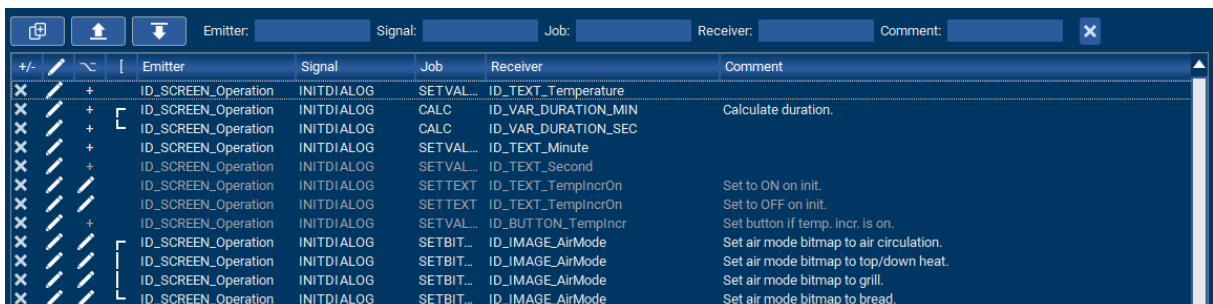 Emitter: Signal: Job: Receiver: Comment:
+/- [ Emitter Signal Job Receiver Comment
+ ID_SCREEN_Operation INITDIALOG SETVAL... ID_TEXT_Temperature
+ ID_SCREEN_Operation INITDIALOG CALC ID_VAR_DURATION_MIN Calculate duration.
+ ID_SCREEN_Operation INITDIALOG CALC ID_VAR_DURATION_SEC
+ ID_SCREEN_Operation INITDIALOG SETVAL... ID_TEXT_Minute
+ ID_SCREEN_Operation INITDIALOG SETVAL... ID_TEXT_Second
ID_SCREEN_Operation INITDIALOG SETTEXT ID_TEXT_TempIncrOn Set to ON on init.
ID_SCREEN_Operation INITDIALOG SETTEXT ID_TEXT_TempIncrOn Set to OFF on init.
+ ID_SCREEN_Operation INITDIALOG SETVAL... ID_BUTTON_TempIncr Set button if temp. incr. is on.
ID_SCREEN_Operation INITDIALOG SETBIT... ID_IMAGE_AirMode Set air mode bitmap to air circulation.
ID_SCREEN_Operation INITDIALOG SETBIT... ID_IMAGE_AirMode Set air mode bitmap to top/down heat.
ID_SCREEN_Operation INITDIALOG SETBIT... ID_IMAGE_AirMode Set air mode bitmap to grill.
ID_SCREEN_Operation INITDIALOG SETBIT... ID_IMAGE_AirMode Set air mode bitmap to bread.